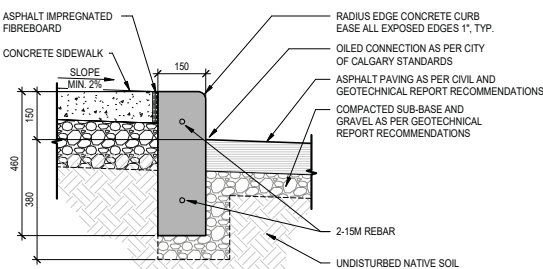 ASPHALT IMPREGNATED
FIBREBOARD
CONCRETE SIDEWALK
SLOPE
MIN. 2%
150
150
460
380
RADIUS EDGE CONCRETE CURB
EASE ALL EXPOSED EDGES 1", TYP.
OILED CONNECTION AS PER CITY
OF CALGARY STANDARDS
ASPHALT PAVING AS PER CIVIL AND
GEOTECHNICAL REPORT RECOMMENDATIONS
COMPACTED SUB-BASE AND
GRAVEL AS PER GEOTECHNICAL
REPORT RECOMMENDATIONS
2-15M REBAR
UNDISTURBED NATIVE SOIL